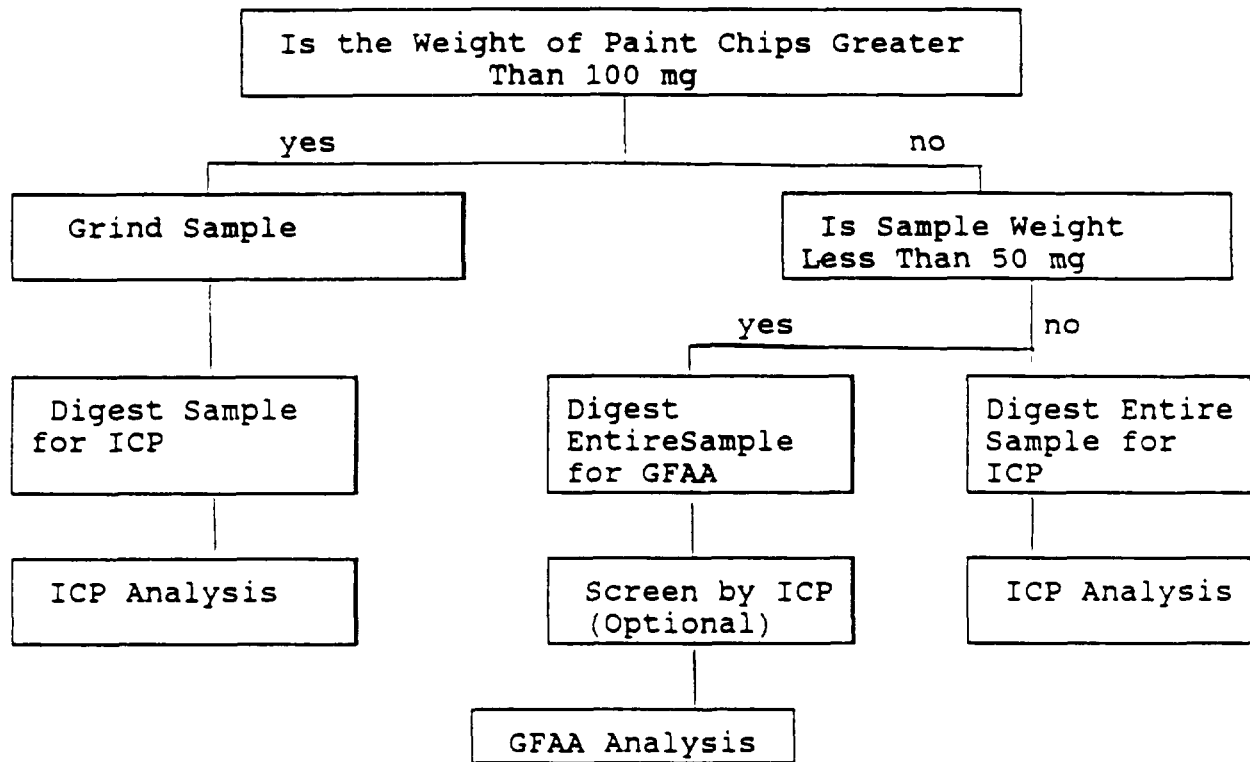 Is the Weight of Paint Chips Greater
Than 100 mg
yes
no
Grind Sample
Is Sample Weight
Less Than 50 mg
yes
no
Digest Sample
for ICP
Digest
EntireSample
for GFAA
Digest Entire
Sample for
ICP
ICP Analysis
Screen by ICP
(Optional)
ICP Analysis
GFAA Analysis